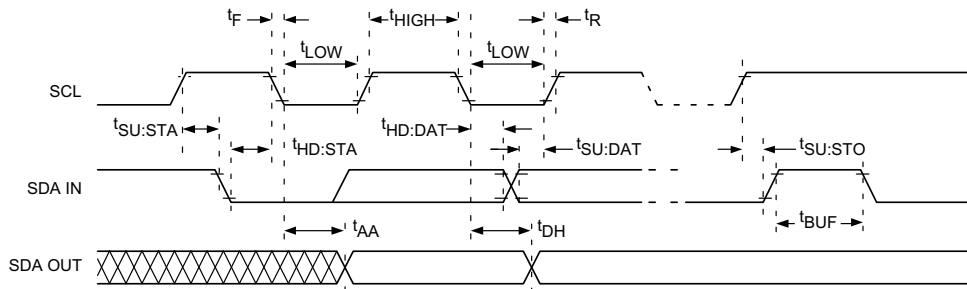 tF
tHIGH
tR
tLOW
tLOW
SCL
tSU:STA
tHD:DAT
tHD:STA
tSU:DAT
tSU:STO
SDA IN
tAA
tDH
tBUF
SDA OUT